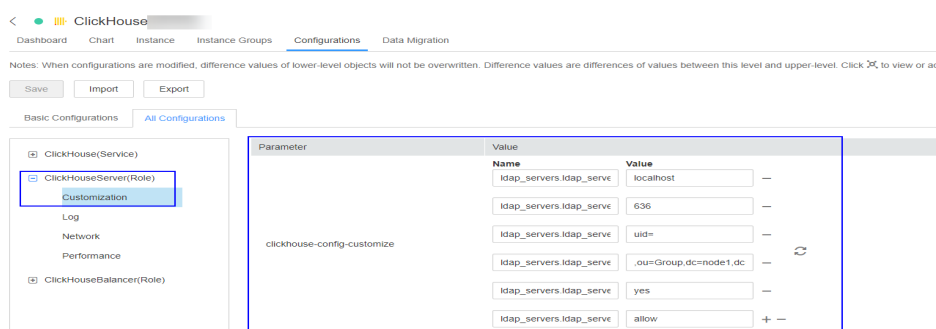 ClickHouse
Dashboard Chart Instance Instance Groups Configurations Data Migration
Notes: When configurations are modified, difference values of lower-level objects will not be overwritten. Difference values are differences of values between this level and upper-level. Click to view or ac
Save Import Export
Basic Configurations All Configurations
Parameter Value
ClickHouse(Service)
ClickHouseServer(Role)
Customization
Log
Network
Performance
ClickHouseBalancer(Role)
clickhouse-config-customize
Name Value
ldap_servers.ldap_serve localhost
ldap_servers.ldap_serve 636
ldap_servers.ldap_serve uid=
ldap_servers.ldap_serve ,ou=Group,dc=node1,dc
ldap_servers.ldap_serve yes
ldap_servers.ldap_serve allow